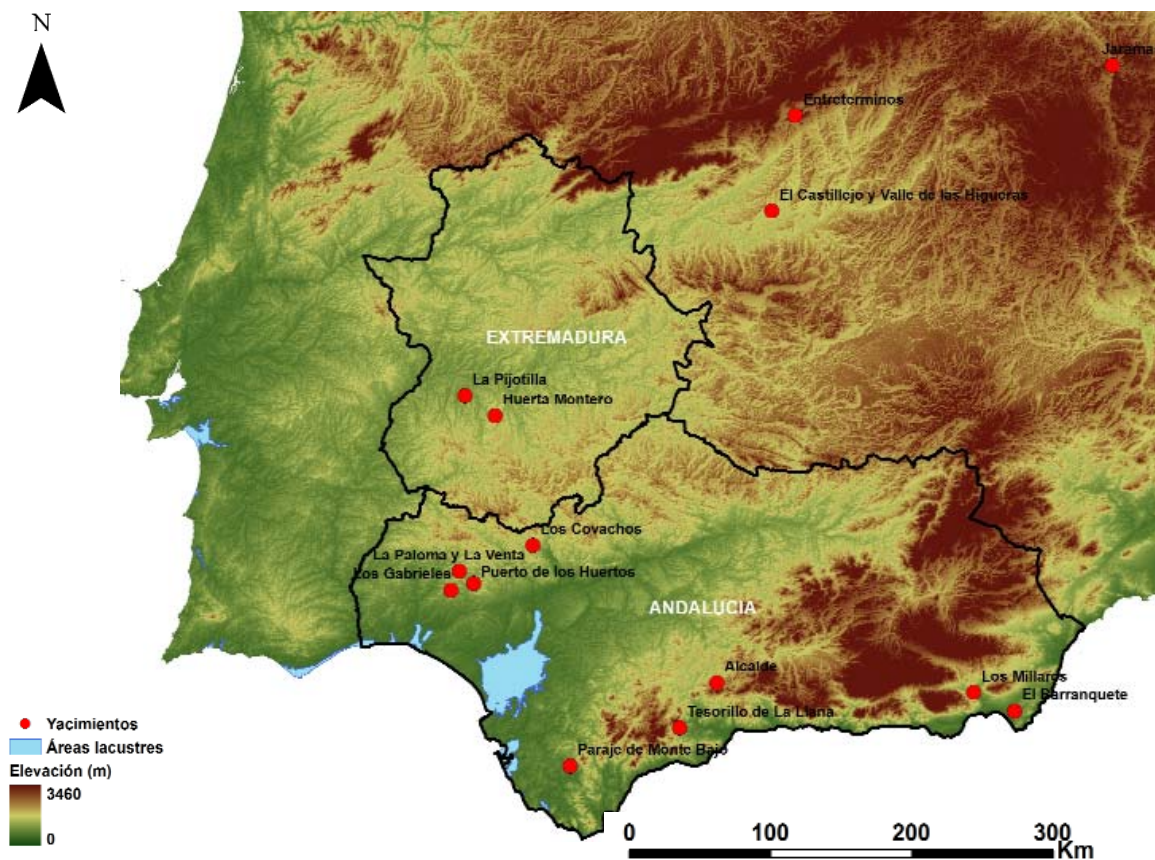 N
Jarama
Entreterminos
El Castillejo y Valle de las Higueras
EXTREMADURA
La Pijotilla
Huerta Montero
Los Covachos
La Paloma y La Venta
Los Gabrieles
Puerto de los Huertos
ANDALUCIA
Alcalde
Los Millares
El Barranquete
Tesorillo de La Llana
Paraje de Monte Bajo
Yacimientos
Áreas lacustres
Elevación (m)
3460
0
0 100 200 300
Km